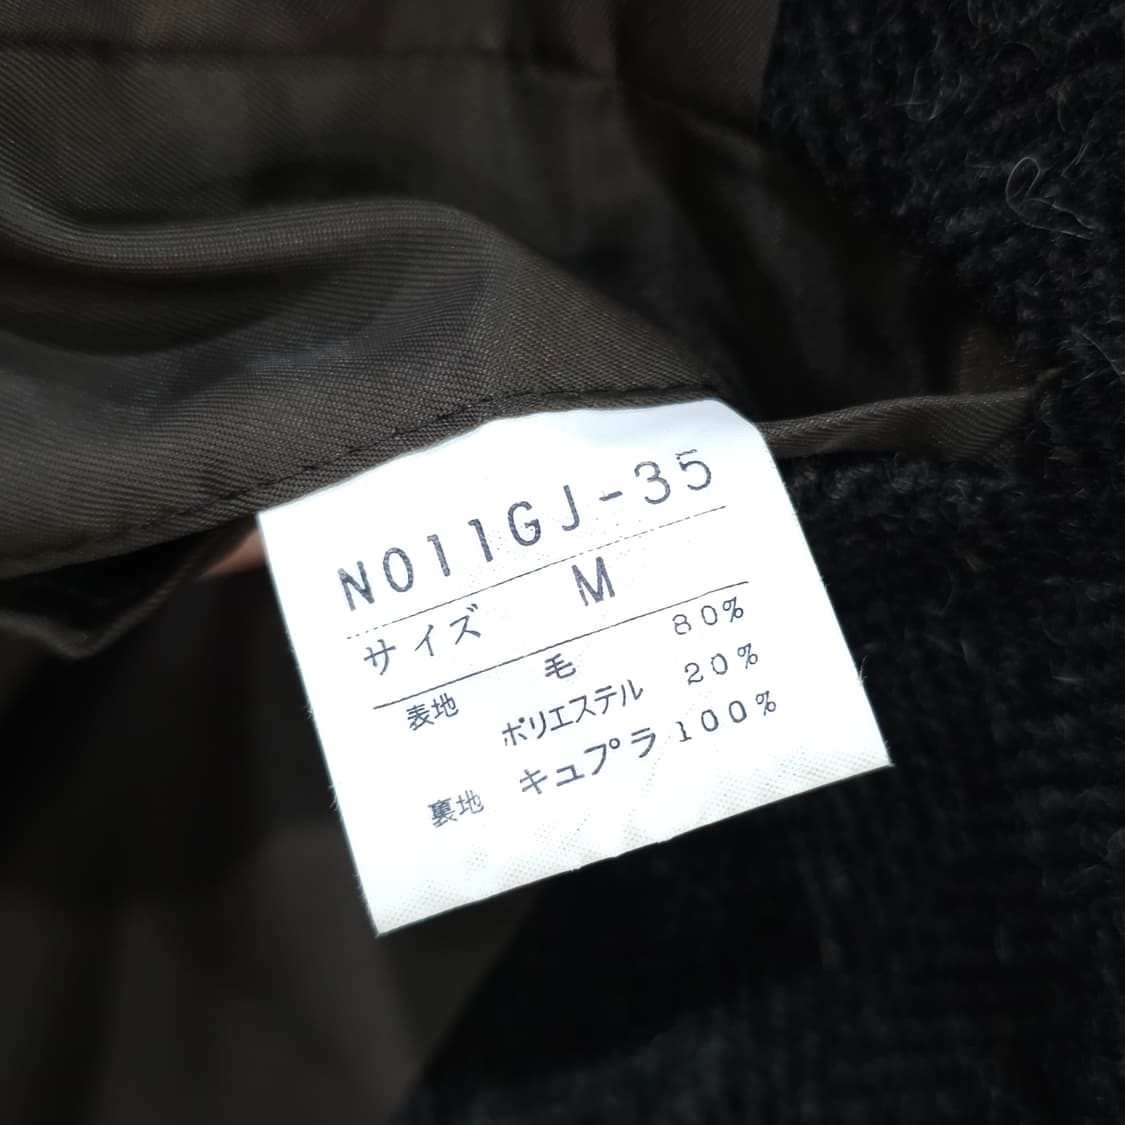 N011GJ-35
サイズ M
表地 毛 80%
ポリエステル 20%
裏地 キュプラ 100%